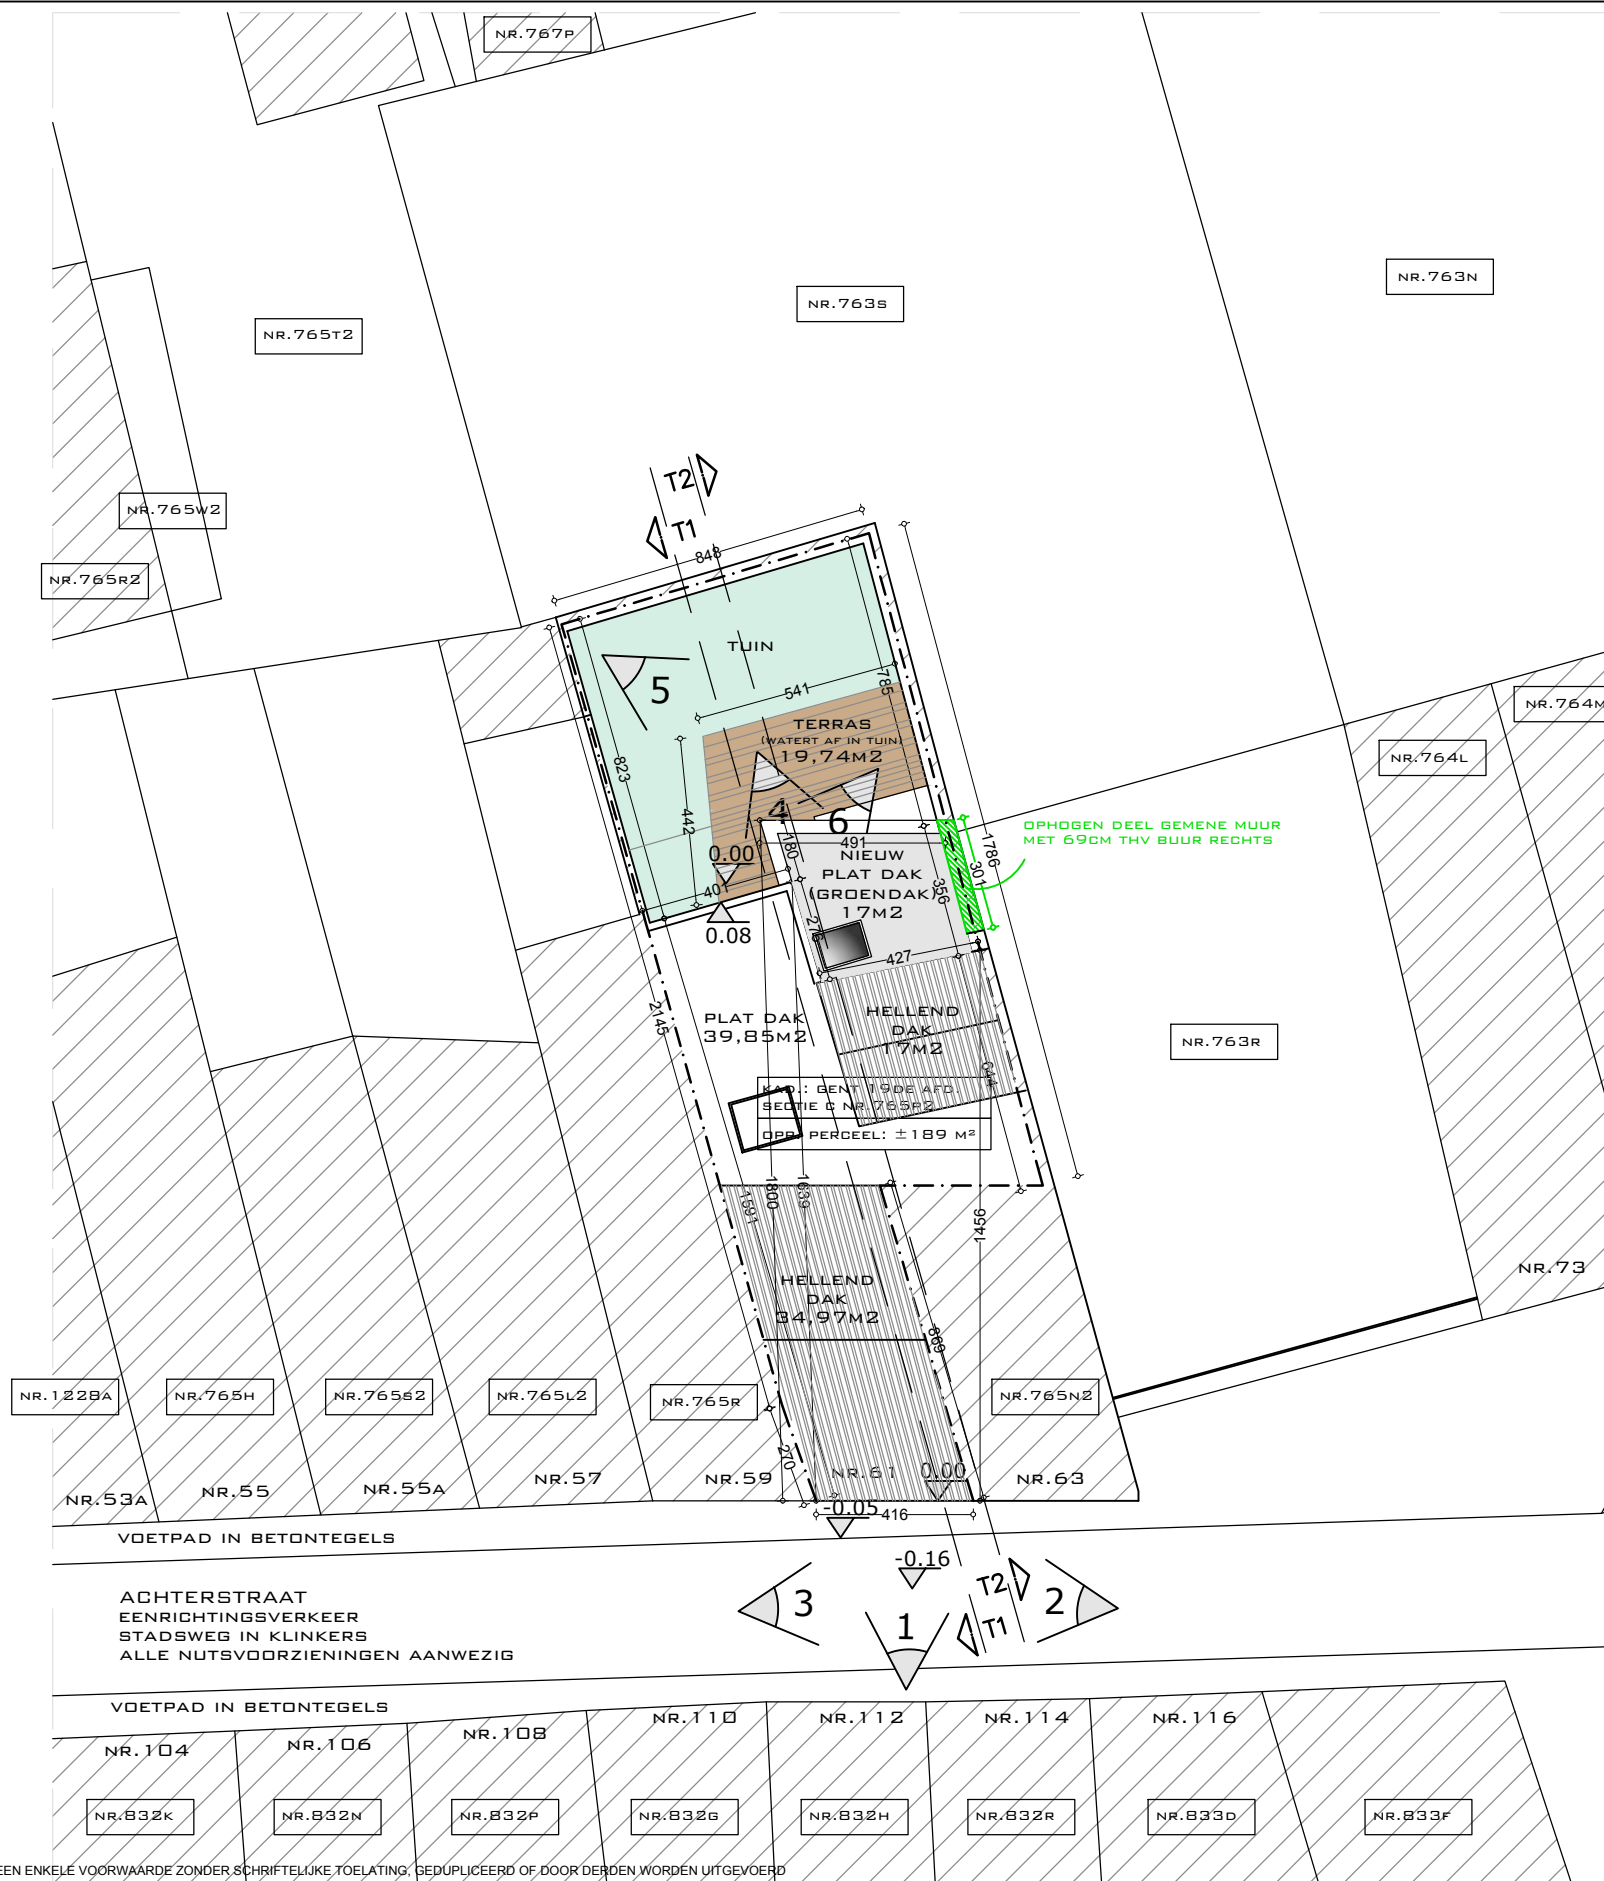 NR.767P
NR.763N
NR.763S
NR.765T2
NR.765W2
NR.765R2
T2
T1
848
TUIN
5
541
785
TERRAS
(WATERT AF IN TUIN)
19,74M2
NR.764M
NR.764L
823
442
4
6
OPHOGEN DEEL GEMENE MUUR
MET 69CM THV BUUR RECHTS
180
491
1786
301
0.00
NIEUW
PLAT DAK
(GROENDAK)
17M2
356
401
0.08
276
427
2145
PLAT DAK
39,85M2
HELLEND
DAK
17M2
NR.763R
644
KAD.: GENT 19DE AFD.
SECTIE C NR.765P2
OPP. PERCEEL: ±189 M²
1591
1800
1639
1456
NR.73
HELLEND
DAK
34,97M2
869
NR.1228A
NR.765H
NR.765S2
NR.765L2
NR.765R
NR.765N2
270
NR.53A
NR.55
NR.55A
NR.57
NR.59
NR.61
0.00
NR.63
-0.05
416
VOETPAD IN BETONTEGELS
-0.16
ACHTERSTRAAT
EENRICHTINGSVERKEER
STADSWEG IN KLINKERS
ALLE NUTSVOORZIENINGEN AANWEZIG
3
1
2
T2
T1
VOETPAD IN BETONTEGELS
NR.104
NR.106
NR.108
NR.110
NR.112
NR.114
NR.116
NR.832K
NR.832N
NR.832P
NR.832G
NR.832H
NR.832R
NR.833D
NR.833F
EEN ENKELE VOORWAARDE ZONDER SCHRIFTELIJKE TOELATING, GEDUPLICEERD OF DOOR DERDEN WORDEN UITGEVOERD